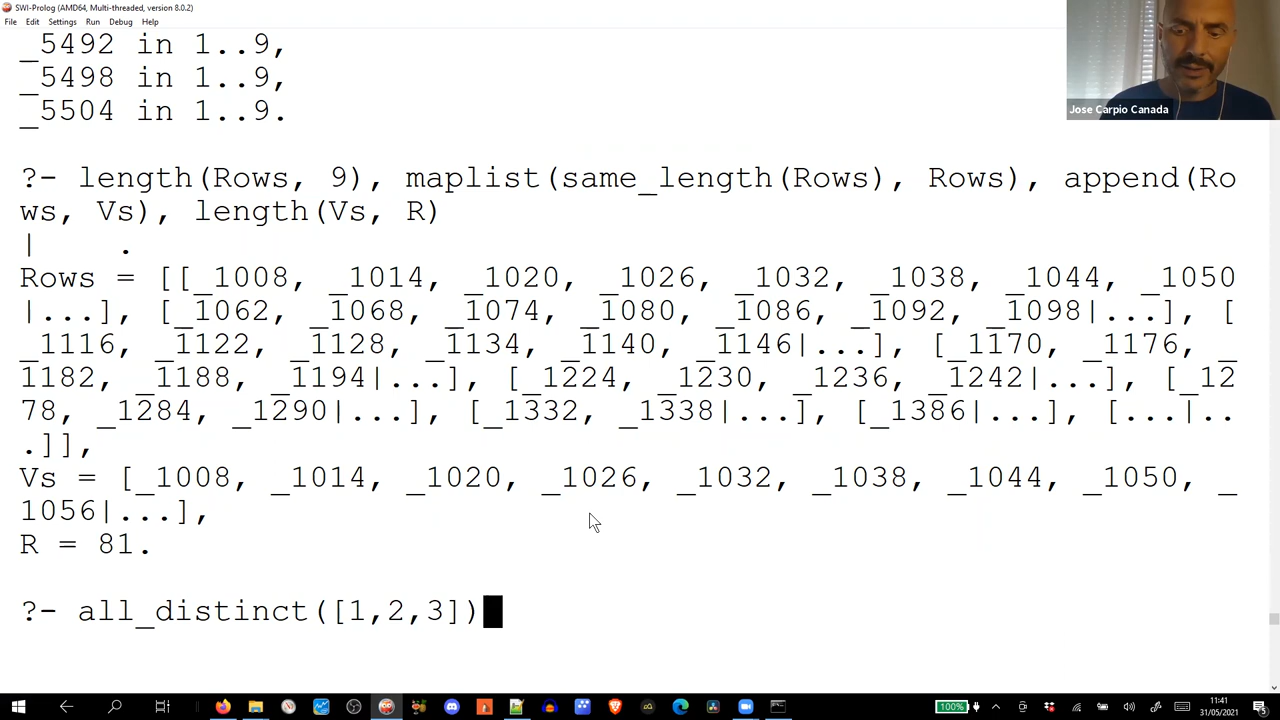 SWI-Prolog (AMD64, Multi-threaded, version 8.0.2)
File Edit Settings Run Debug Help
_5492 in 1..9,
_5498 in 1..9,
_5504 in 1..9.
Jose Carpio Canada
?- length(Rows, 9), maplist(same_length(Rows), Rows), append(Ro
ws, Vs), length(Vs, R)
|    .
Rows = [[_1008, _1014, _1020, _1026, _1032, _1038, _1044, _1050
|...], [_1062, _1068, _1074, _1080, _1086, _1092, _1098|...], [
_1116, _1122, _1128, _1134, _1140, _1146|...], [_1170, _1176, _
1182, _1188, _1194|...], [_1224, _1230, _1236, _1242|...], [_12
78, _1284, _1290|...], [_1332, _1338|...], [_1386|...], [...|..
.]],
Vs = [_1008, _1014, _1020, _1026, _1032, _1038, _1044, _1050, _
1056|...],
R = 81.
?- all_distinct([1,2,3])
100%
11:41
31/05/2021